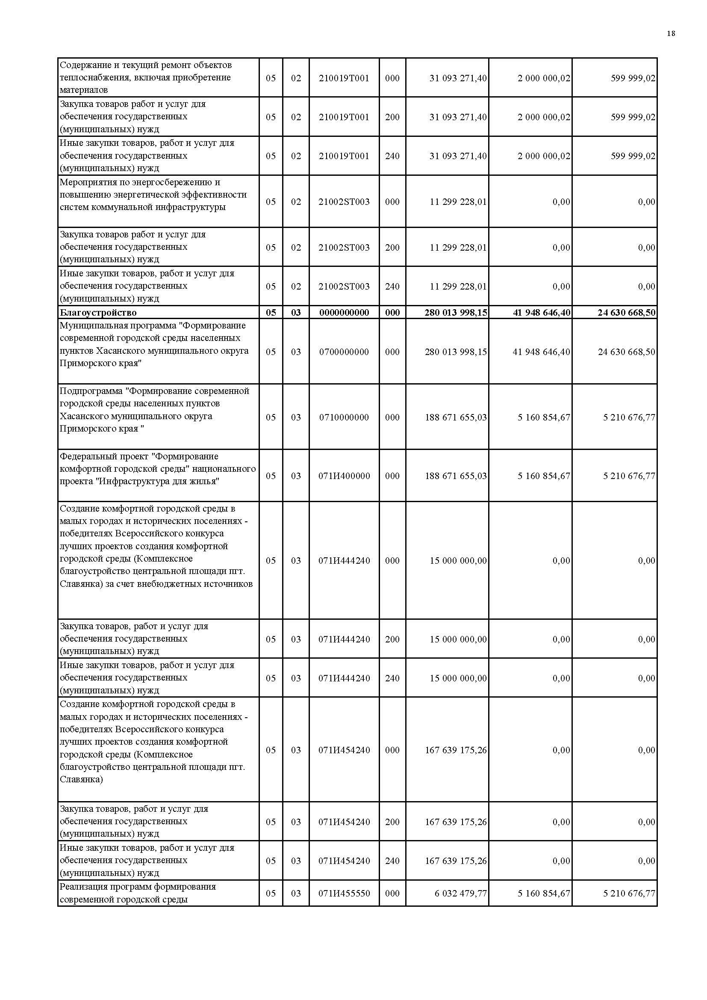 18
Содержание и текущий ремонт объектов
теплоснабжения, включая приобретение
материалов
05 02 210019Т001 000 31 093 271,40 2 000 000,02 599 999,02
Закупка товаров работ и услуг для
обеспечения государственных
(муниципальных) нужд
05 02 210019Т001 200 31 093 271,40 2 000 000,02 599 999,02
Иные закупки товаров, работ и услуг для
обеспечения государственных
(муниципальных) нужд
05 02 210019Т001 240 31 093 271,40 2 000 000,02 599 999,02
Мероприятия по энергосбережению и
повышению энергетической эффективности
систем коммунальной инфраструктуры
05 02 21002ST003 000 11 299 228,01 0,00 0,00
Закупка товаров работ и услуг для
обеспечения государственных
(муниципальных) нужд
05 02 21002ST003 200 11 299 228,01 0,00 0,00
Иные закупки товаров, работ и услуг для
обеспечения государственных
(муниципальных) нужд
05 02 21002ST003 240 11 299 228,01 0,00 0,00
Благоустройство 05 03 0000000000 000 280 013 998,15 41 948 646,40 24 630 668,50
Муниципальная программа "Формирование
современной городской среды населенных
пунктов Хасанского муниципального округа
Приморского края"
05 03 0700000000 000 280 013 998,15 41 948 646,40 24 630 668,50
Подпрограмма "Формирование современной
городской среды населенных пунктов
Хасанского муниципального округа
Приморского края "
05 03 0710000000 000 188 671 655,03 5 160 854,67 5 210 676,77
Федеральный проект "Формирование
комфортной городской среды" национального
проекта "Инфраструктура для жилья"
05 03 071И400000 000 188 671 655,03 5 160 854,67 5 210 676,77
Создание комфортной городской среды в
малых городах и исторических поселениях -
победителях Всероссийского конкурса
лучших проектов создания комфортной
городской среды (Комплексное
благоустройство центральной площади пгт.
Славянка) за счет внебюджетных источников
05 03 071И444240 000 15 000 000,00 0,00 0,00
Закупка товаров, работ и услуг для
обеспечения государственных
(муниципальных) нужд
05 03 071И444240 200 15 000 000,00 0,00 0,00
Иные закупки товаров, работ и услуг для
обеспечения государственных
(муниципальных) нужд
05 03 071И444240 240 15 000 000,00 0,00 0,00
Создание комфортной городской среды в
малых городах и исторических поселениях -
победителях Всероссийского конкурса
лучших проектов создания комфортной
городской среды (Комплексное
благоустройство центральной площади пгт.
Славянка)
05 03 071И454240 000 167 639 175,26 0,00 0,00
Закупка товаров, работ и услуг для
обеспечения государственных
(муниципальных) нужд
05 03 071И454240 200 167 639 175,26 0,00 0,00
Иные закупки товаров, работ и услуг для
обеспечения государственных
(муниципальных) нужд
05 03 071И454240 240 167 639 175,26 0,00 0,00
Реализация программ формирования
современной городской среды
05 03 071И455550 000 6 032 479,77 5 160 854,67 5 210 676,77